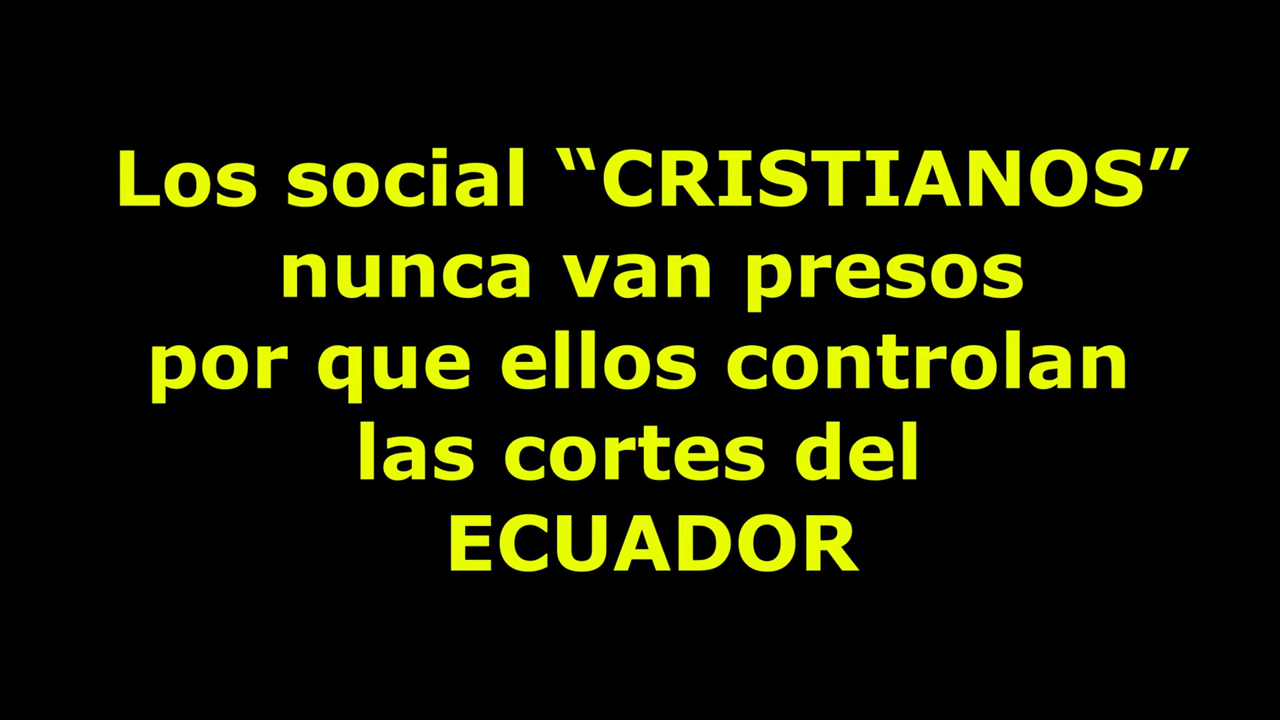 Los social “CRISTIANOS”
nunca van presos
por que ellos controlan
las cortes del
ECUADOR